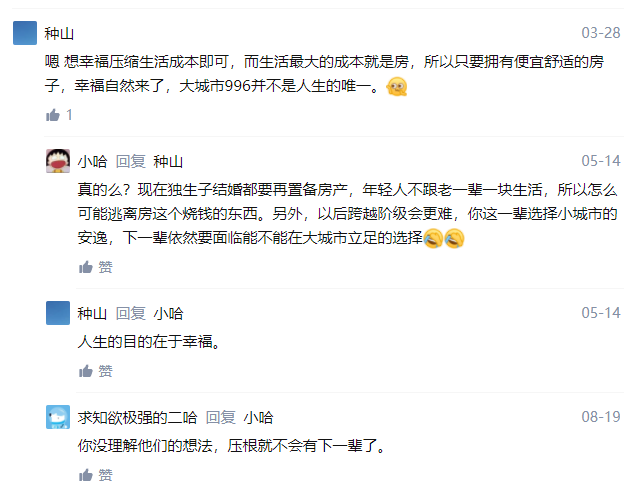 种山 03-28
嗯 想幸福压缩生活成本即可，而生活最大的成本就是房，所以只要拥有便宜舒适的房
子，幸福自然来了，大城市996并不是人生的唯一。
1
小哈 回复 种山 05-14
真的么？现在独生子结婚都要再置备房产，年轻人不跟老一辈一块生活，所以怎么
可能逃离房这个烧钱的东西。另外，以后跨越阶级会更难，你这一辈选择小城市的
安逸，下一辈依然要面临能不能在大城市立足的选择
赞
种山 回复 小哈 05-14
人生的目的在于幸福。
赞
求知欲极强的二哈 回复 小哈 08-19
你没理解他们的想法，压根就不会有下一辈了。
赞